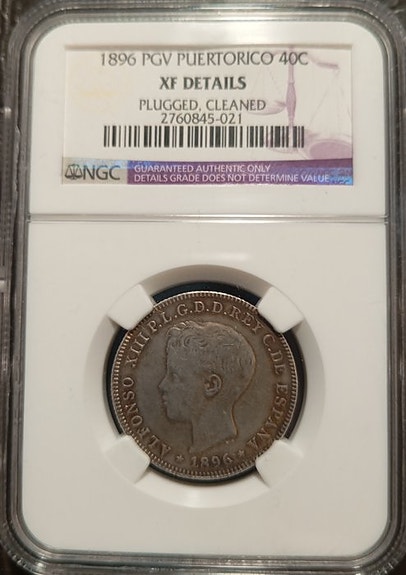 1896 PGV PUERTORICO 40C
XF DETAILS
PLUGGED, CLEANED
2760845-021
NGC
GUARANTEED AUTHENTIC ONLY
DETAILS GRADE DOES NOT DETERMINE VALUE
ALFONSO XIII P.L.G.D.D.REY C.DE ESPAÑA
* 1896 *